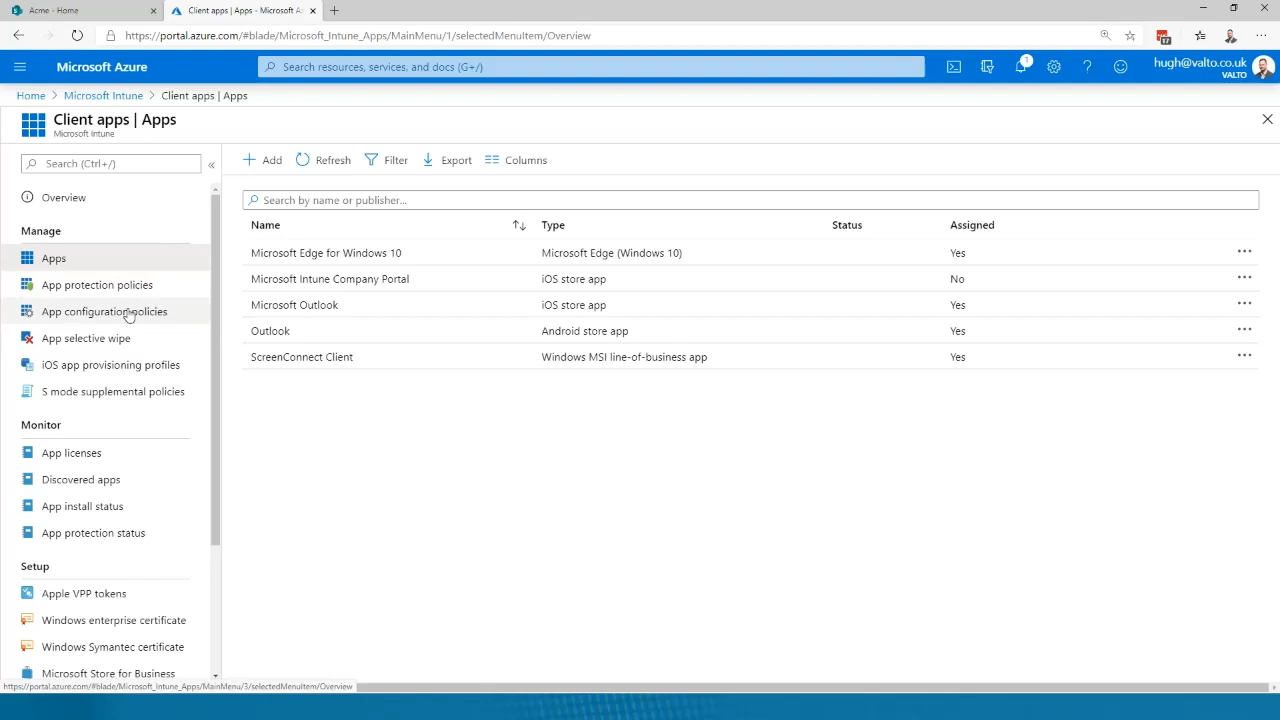 Acme - Home
Client apps | Apps - Microsoft A
https://portal.azure.com/#blade/Microsoft_Intune_Apps/MainMenu/1/selectedMenuItem/Overview
17
Microsoft Azure
Search resources, services, and docs (G+/)
1
hugh@valto.co.uk
VALTO
Home > Microsoft Intune > Client apps | Apps
Client apps | Apps
Microsoft Intune
Search (Ctrl+/)
Overview
Manage
Apps
App protection policies
App configuration policies
App selective wipe
iOS app provisioning profiles
S mode supplemental policies
Monitor
App licenses
Discovered apps
App install status
App protection status
Setup
Apple VPP tokens
Windows enterprise certificate
Windows Symantec certificate
Microsoft Store for Business
Add Refresh Filter Export Columns
Search by name or publisher...
Name Type Status Assigned
Microsoft Edge for Windows 10 Microsoft Edge (Windows 10) Yes
Microsoft Intune Company Portal iOS store app No
Microsoft Outlook iOS store app Yes
Outlook Android store app Yes
ScreenConnect Client Windows MSI line-of-business app Yes
https://portal.azure.com/#blade/Microsoft_Intune_Apps/MainMenu/3/selectedMenuItem/Overview